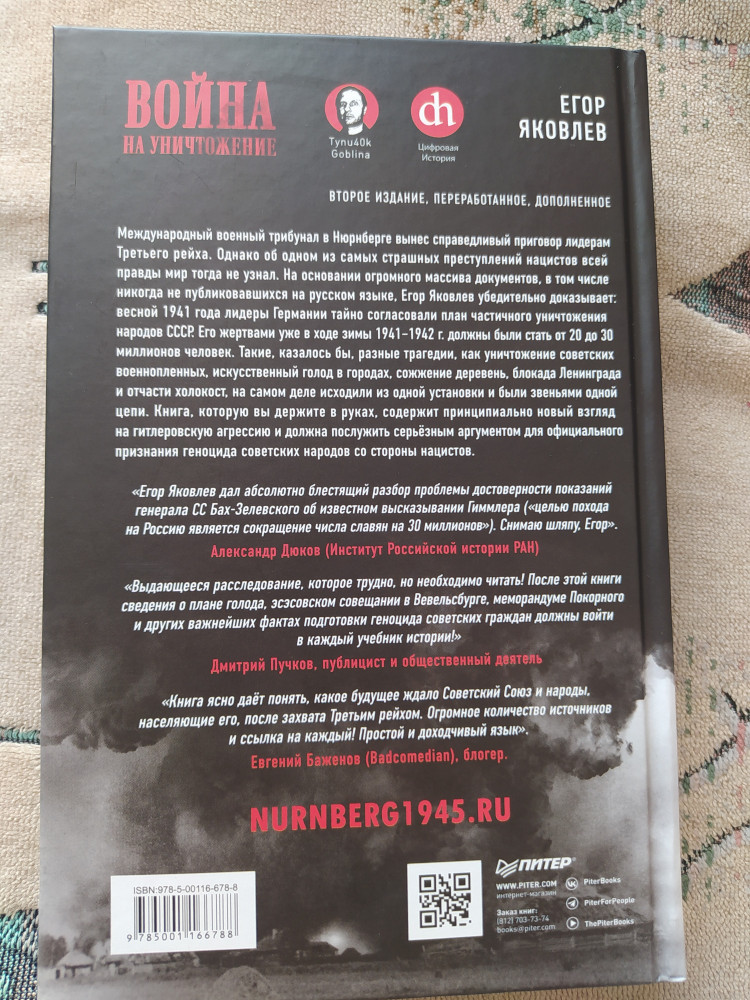 ВОЙНА
НА УНИЧТОЖЕНИЕ
Tynu40k
Goblina
dh
Цифровая
История
ЕГОР
ЯКОВЛЕВ
ВТОРОЕ ИЗДАНИЕ, ПЕРЕРАБОТАННОЕ, ДОПОЛНЕННОЕ
Международный военный трибунал в Нюрнберге вынес справедливый приговор лидерам
Третьего рейха. Однако об одном из самых страшных преступлений нацистов всей
правды мир тогда не узнал. На основании огромного массива документов, в том числе
никогда не публиковавшихся на русском языке, Егор Яковлев убедительно доказывает:
весной 1941 года лидеры Германии тайно согласовали план частичного уничтожения
народов СССР. Его жертвами уже в ходе зимы 1941–1942 г. должны были стать от 20 до 30
миллионов человек. Такие, казалось бы, разные трагедии, как уничтожение советских
военнопленных, искусственный голод в городах, сожжение деревень, блокада Ленинграда
и отчасти холокост, на самом деле исходили из одной установки и были звеньями одной
цепи. Книга, которую вы держите в руках, содержит принципиально новый взгляд
на гитлеровскую агрессию и должна послужить серьёзным аргументом для официального
признания геноцида советских народов со стороны нацистов.
«Егор Яковлев дал абсолютно блестящий разбор проблемы достоверности показаний
генерала СС Бах-Зелевского об известном высказывании Гиммлера («целью похода
на Россию является сокращение числа славян на 30 миллионов»). Снимаю шляпу, Егор».
Александр Дюков (Институт Российской истории РАН)
«Выдающееся расследование, которое трудно, но необходимо читать! После этой книги
сведения о плане голода, эсэсовском совещании в Вевельсбурге, меморандуме Покорного
и других важнейших фактах подготовки геноцида советских граждан должны войти
в каждый учебник истории!»
Дмитрий Пучков, публицист и общественный деятель
«Книга ясно даёт понять, какое будущее ждало Советский Союз и народы,
населяющие его, после захвата Третьим рейхом. Огромное количество источников
и ссылка на каждый! Простой и доходчивый язык».
Евгений Баженов (Badcomedian), блогер.
NURNBERG1945.RU
ISBN:978-5-00116-678-8
9 785001 166788
ПИТЕР
WWW.PITER.COM
интернет-магазин
Заказ книг:
(812) 703-73-74
books@piter.com
PiterBooks
PiterForPeople
ThePiterBooks